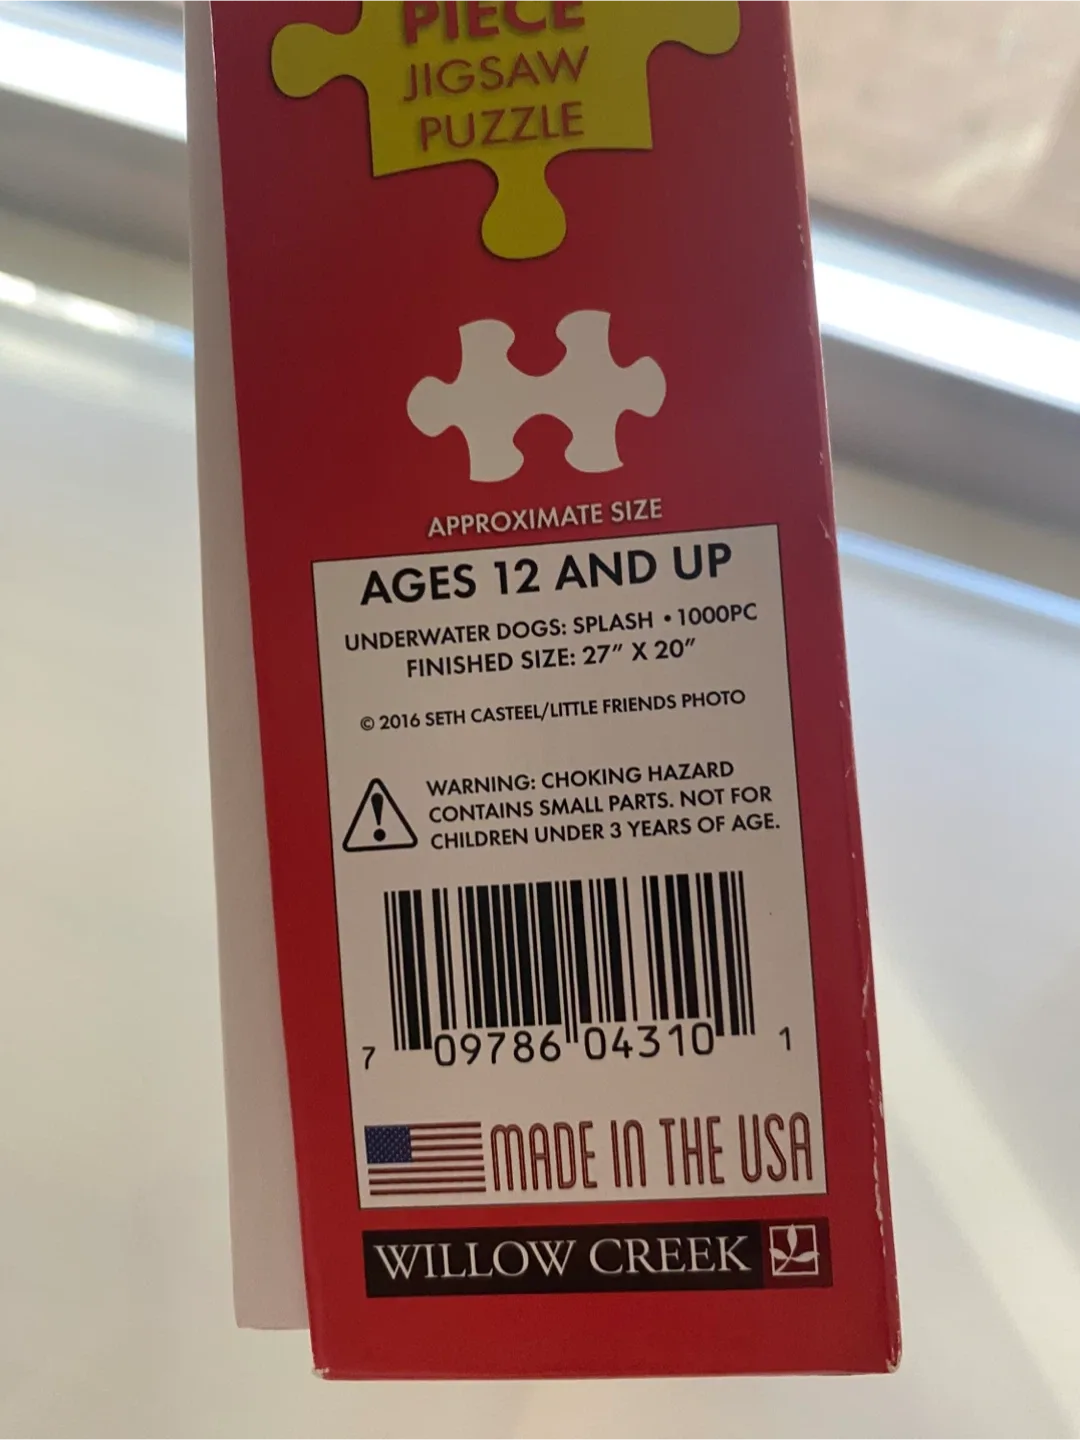 PIECE
JIGSAW
PUZZLE
APPROXIMATE SIZE
AGES 12 AND UP
UNDERWATER DOGS: SPLASH • 1000PC
FINISHED SIZE: 27" X 20"
© 2016 SETH CASTEEL/LITTLE FRIENDS PHOTO
WARNING: CHOKING HAZARD
CONTAINS SMALL PARTS. NOT FOR
CHILDREN UNDER 3 YEARS OF AGE.
7 09786 04310 1
MADE IN THE USA
WILLOW CREEK